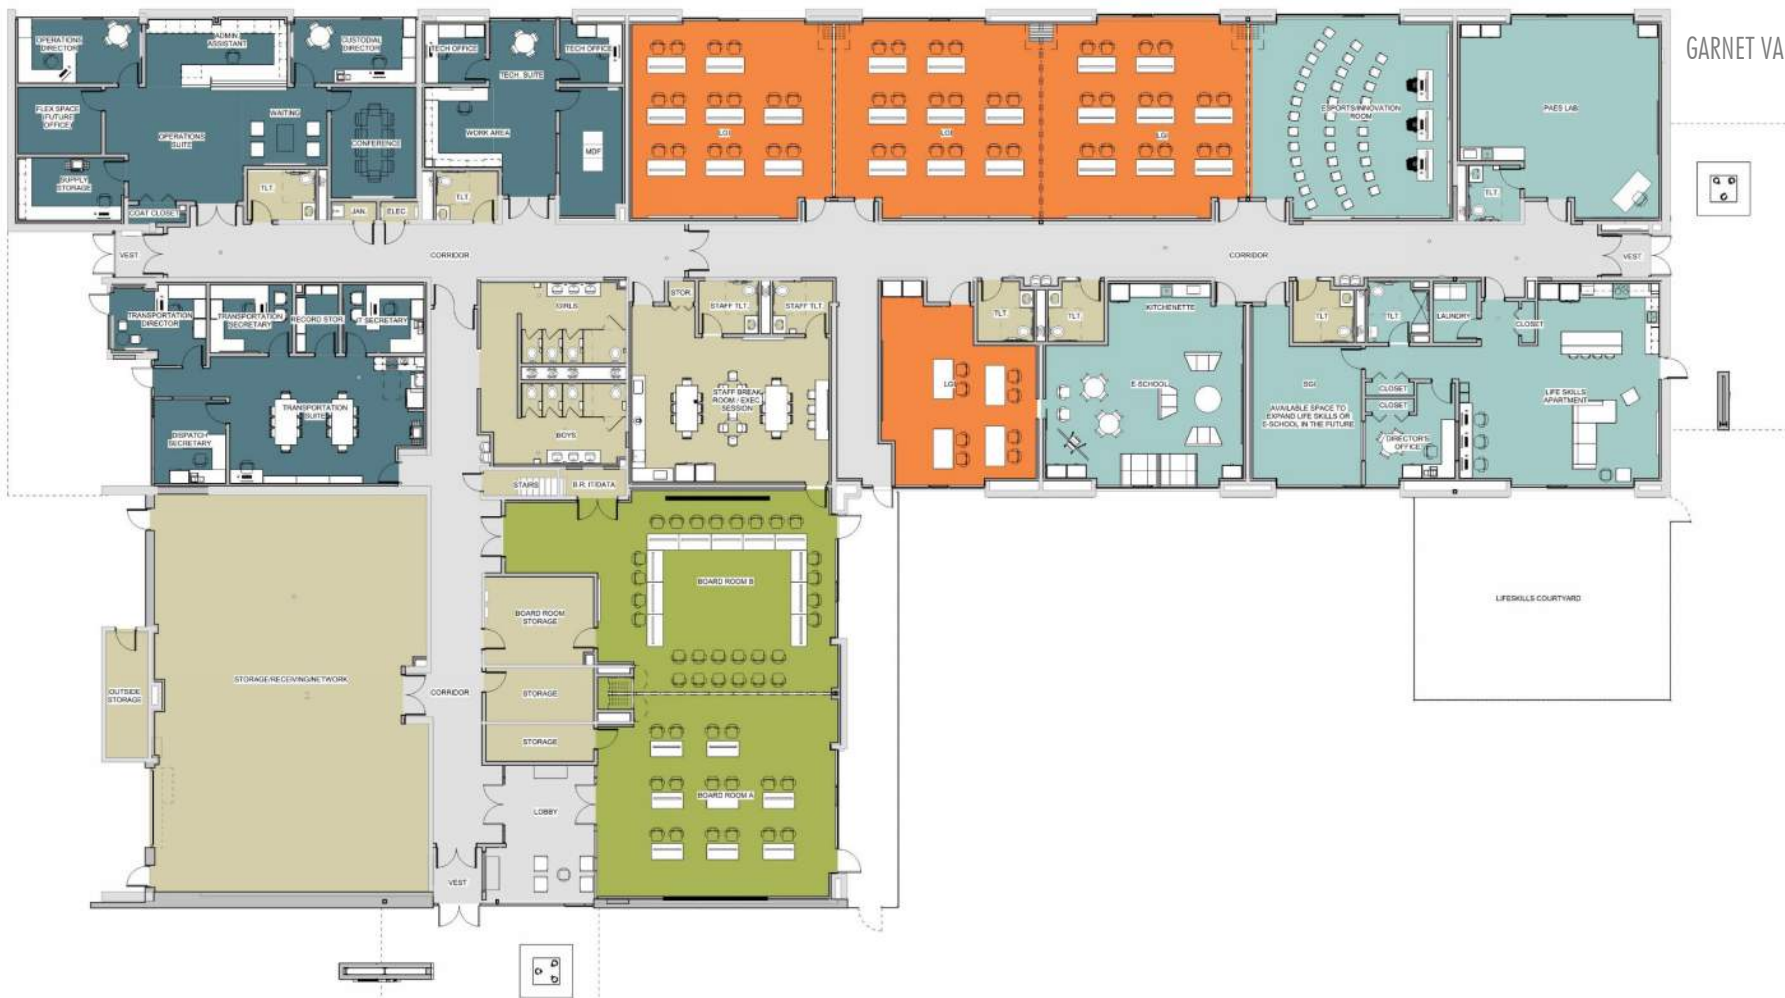 GARNET VA
OPERATIONS
DIRECTOR
ADMIN.
ASSISTANT
CUSTODIAL
DIRECTOR
TECH OFFICE
TECH OFFICE
TECH. SUITE
FLEX SPACE
(FUTURE
OFFICE)
OPERATIONS
SUITE
WAITING
CONFERENCE
WORK AREA
MDF
SUPPLY
STORAGE
COAT CLOSET
TLT.
JAN.
ELEC.
TLT.
LGI
LGI
LGI
ESPORTS/INNOVATION
ROOM
PAES LAB
TLT.
VEST
CORRIDOR
CORRIDOR
VEST
TRANSPORTATION
DIRECTOR
TRANSPORTATION
SECRETARY
RECORD STOR.
IT SECRETARY
GIRLS
STOR.
STAFF TLT.
STAFF TLT.
TLT.
TLT.
KITCHENETTE
TLT.
TLT.
LAUNDRY
CLOSET
TRANSPORTATION
SUITE
DISPATCH
SECRETARY
BOYS
STAFF BREAK
ROOM / EXEC
SESSION
LGI
E-SCHOOL
SGI
AVAILABLE SPACE TO
EXPAND LIFE SKILLS OR
E-SCHOOL IN THE FUTURE
CLOSET
CLOSET
DIRECTOR'S
OFFICE
LIFE SKILLS
APARTMENT
STAIRS
B.R. IT/DATA
BOARD ROOM B
BOARD ROOM
STORAGE
LIFESKILLS COURTYARD
OUTSIDE
STORAGE
STORAGE/RECEIVING/NETWORK
CORRIDOR
STORAGE
STORAGE
BOARD ROOM A
LOBBY
VEST